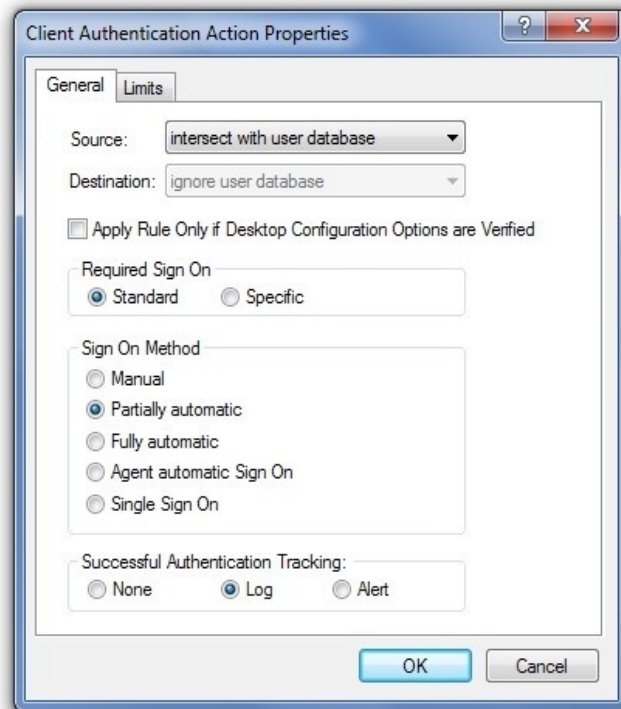 Client Authentication Action Properties
? X
General Limits
Source: intersect with user database
Destination: ignore user database
Apply Rule Only if Desktop Configuration Options are Verified
Required Sign On
Standard Specific
Sign On Method
Manual
Partially automatic
Fully automatic
Agent automatic Sign On
Single Sign On
Successful Authentication Tracking:
None Log Alert
OK Cancel